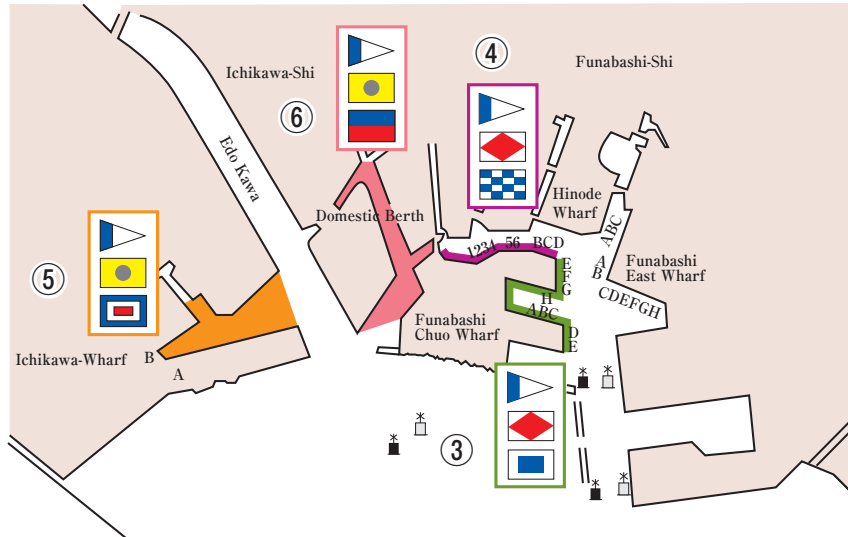 Ichikawa-Shi
④
Funabashi-Shi
⑥
Edo Kawa
Domestic Berth
Hinode
Wharf
ABC
1234
56
BCD
E
F
G
A
B
Funabashi
East Wharf
CDEFGH
⑤
H
ABC
Funabashi
Chuo Wharf
D
E
Ichikawa-Wharf
B
A
③